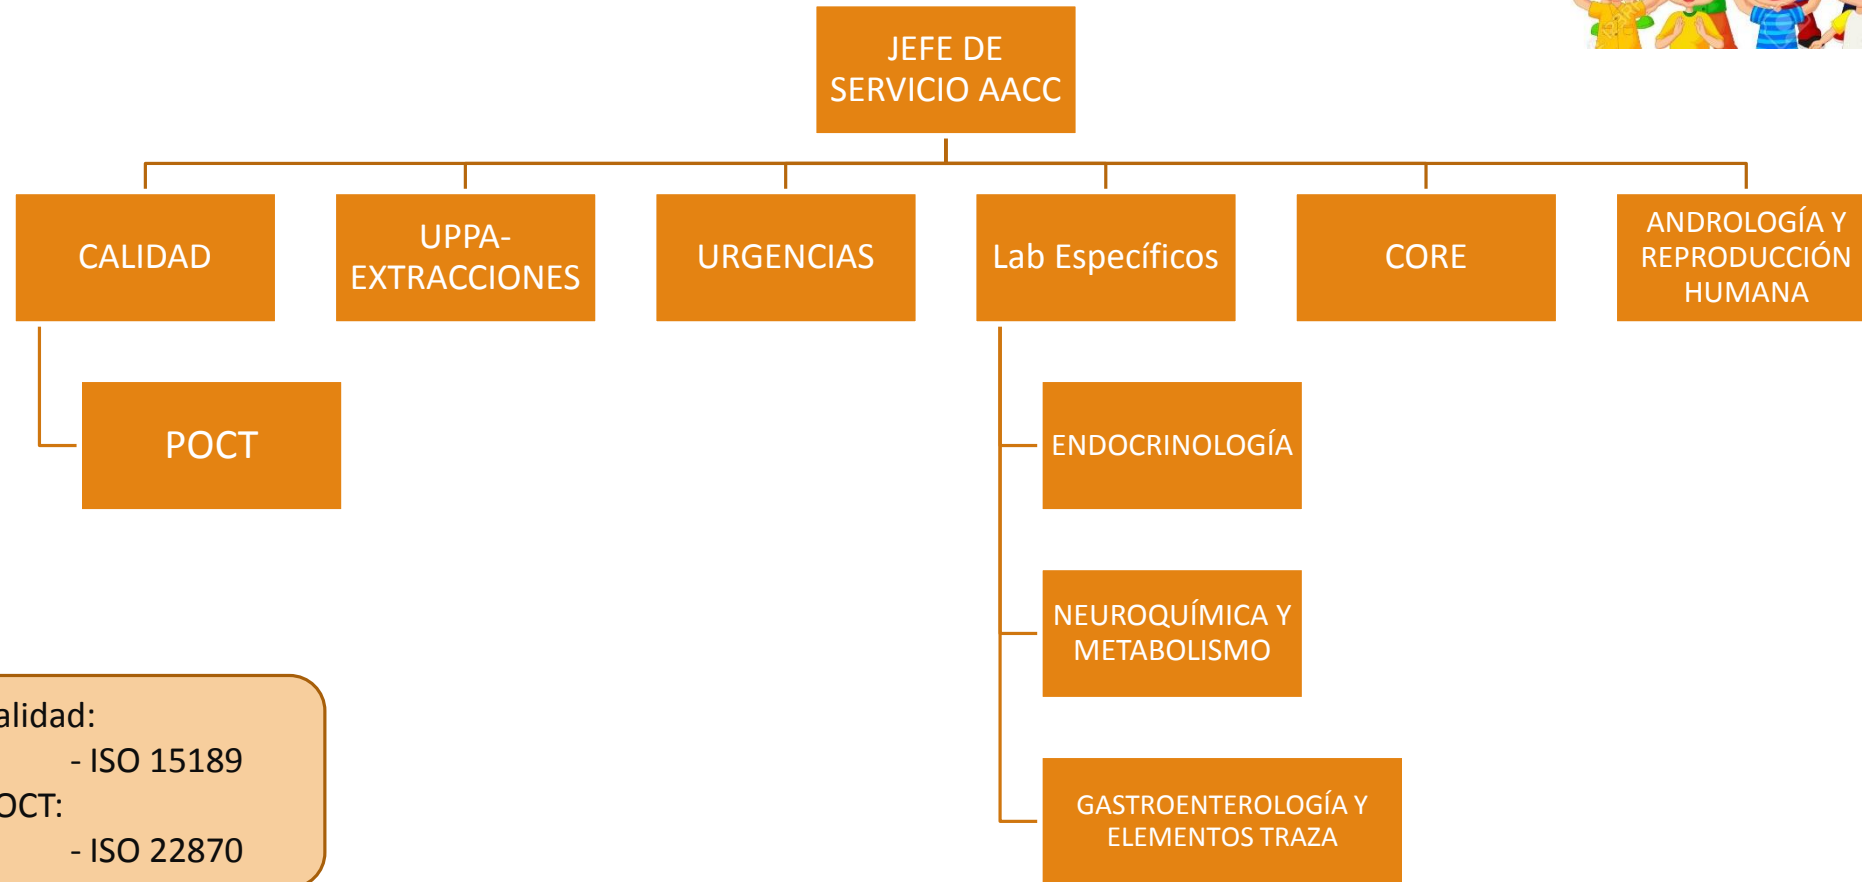 JEFE DE
SERVICIO AACC
CALIDAD
UPPA-
EXTRACCIONES
URGENCIAS
Lab Específicos
CORE
ANDROLOGÍA Y
REPRODUCCIÓN
HUMANA
POCT
ENDOCRINOLOGÍA
NEUROQUÍMICA Y
METABOLISMO
GASTROENTEROLOGÍA Y
ELEMENTOS TRAZA
alidad:
- ISO 15189
OCT:
- ISO 22870